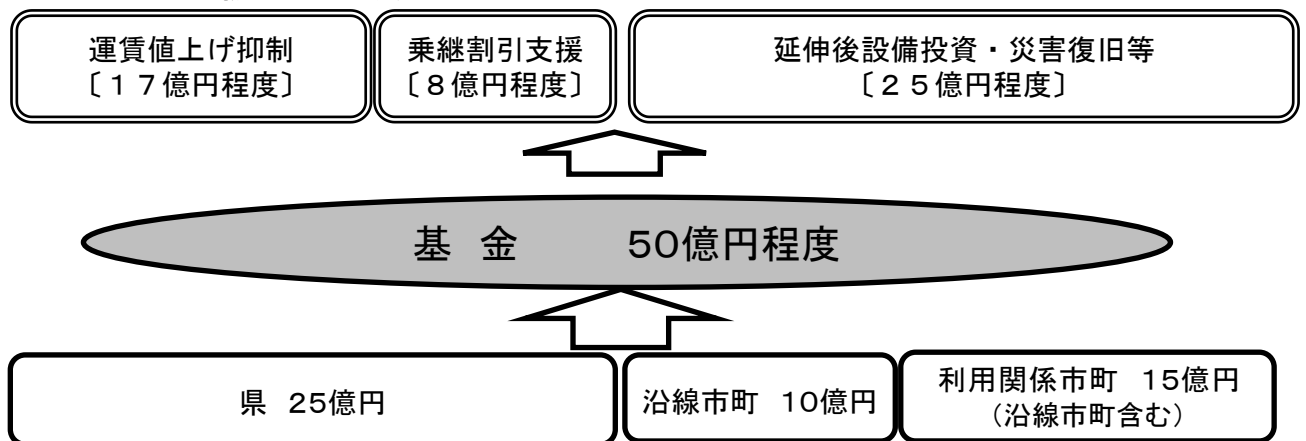 運賃値上げ抑制
〔１７億円程度〕
乗継割引支援
〔８億円程度〕
延伸後設備投資・災害復旧等
〔２５億円程度〕
基　金　　　50億円程度
県　25億円
沿線市町　10億円
利用関係市町　15億円
（沿線市町含む）